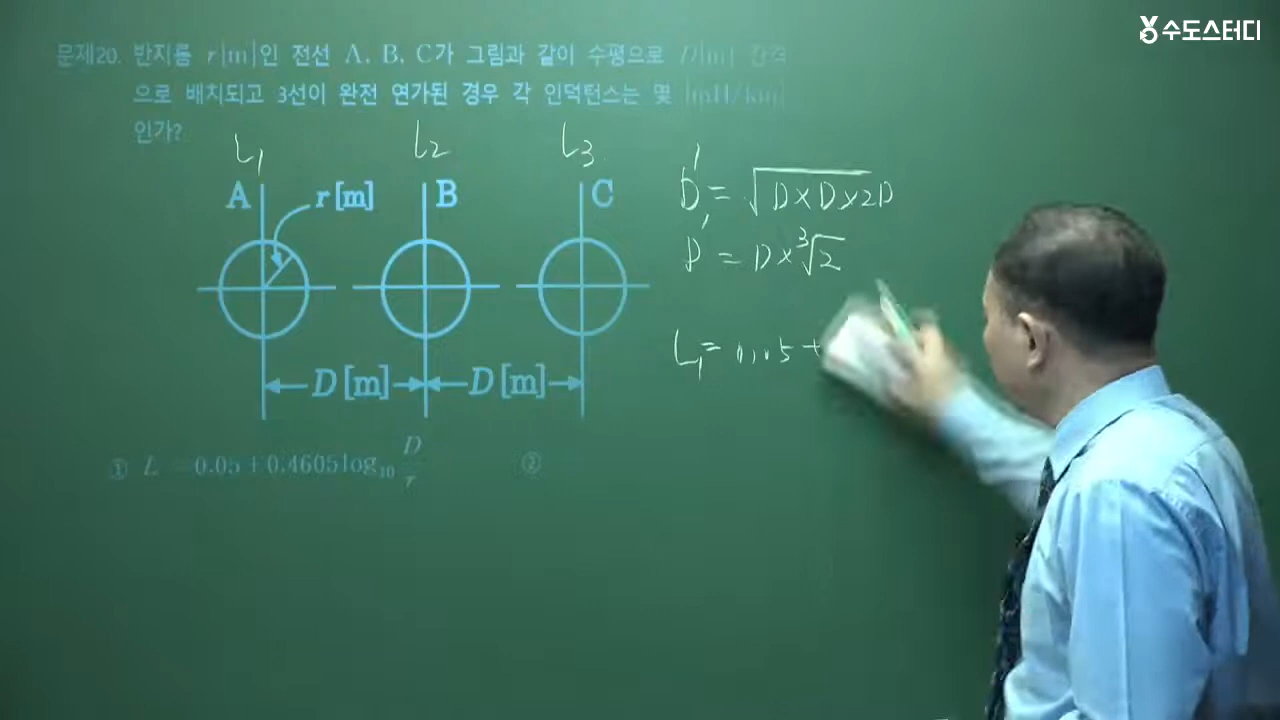 수도스터디
문제20. 반지름 r[m]인 전선 A, B, C가 그림과 같이 수평으로 D[m] 간격
으로 배치되고 3선이 완전 연가된 경우 각 인덕턴스는 몇 [mH/km]
인가?
L₁ L₂ L₃
A r[m] B C
D[m] D[m]
D' = √D×D×2D
D' = D×³√2
L₁ = 0.05 +
① L = 0.05 + 0.4605log₁₀ D/r ②